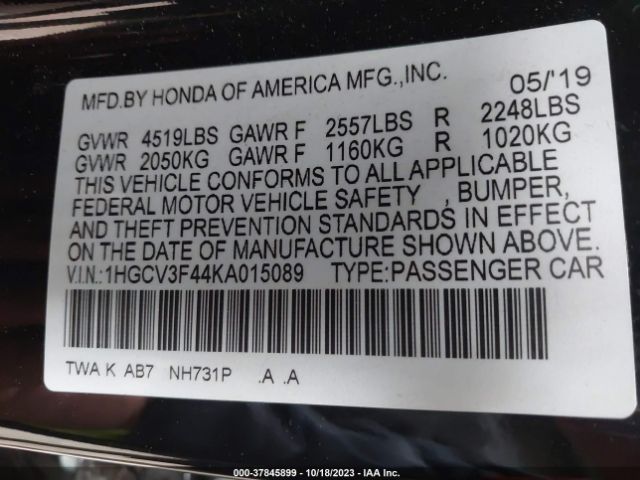 MFD.BY HONDA OF AMERICA MFG.,INC. 05/'19
GVWR 4519LBS GAWR F 2557LBS R 2248LBS
GVWR 2050KG GAWR F 1160KG R 1020KG
THIS VEHICLE CONFORMS TO ALL APPLICABLE
FEDERAL MOTOR VEHICLE SAFETY , BUMPER,
AND THEFT PREVENTION STANDARDS IN EFFECT
ON THE DATE OF MANUFACTURE SHOWN ABOVE.
V.I.N.:1HGCV3F44KA015089 TYPE:PASSENGER CAR
TWA K AB7 NH731P .A .A
000-37845899 | 10/18/2023 | IAA Inc.